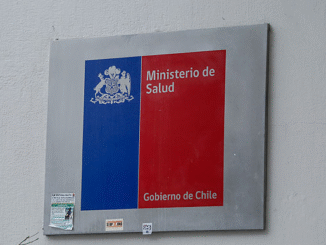 Ministerio de
Salud
Gobierno de Chile